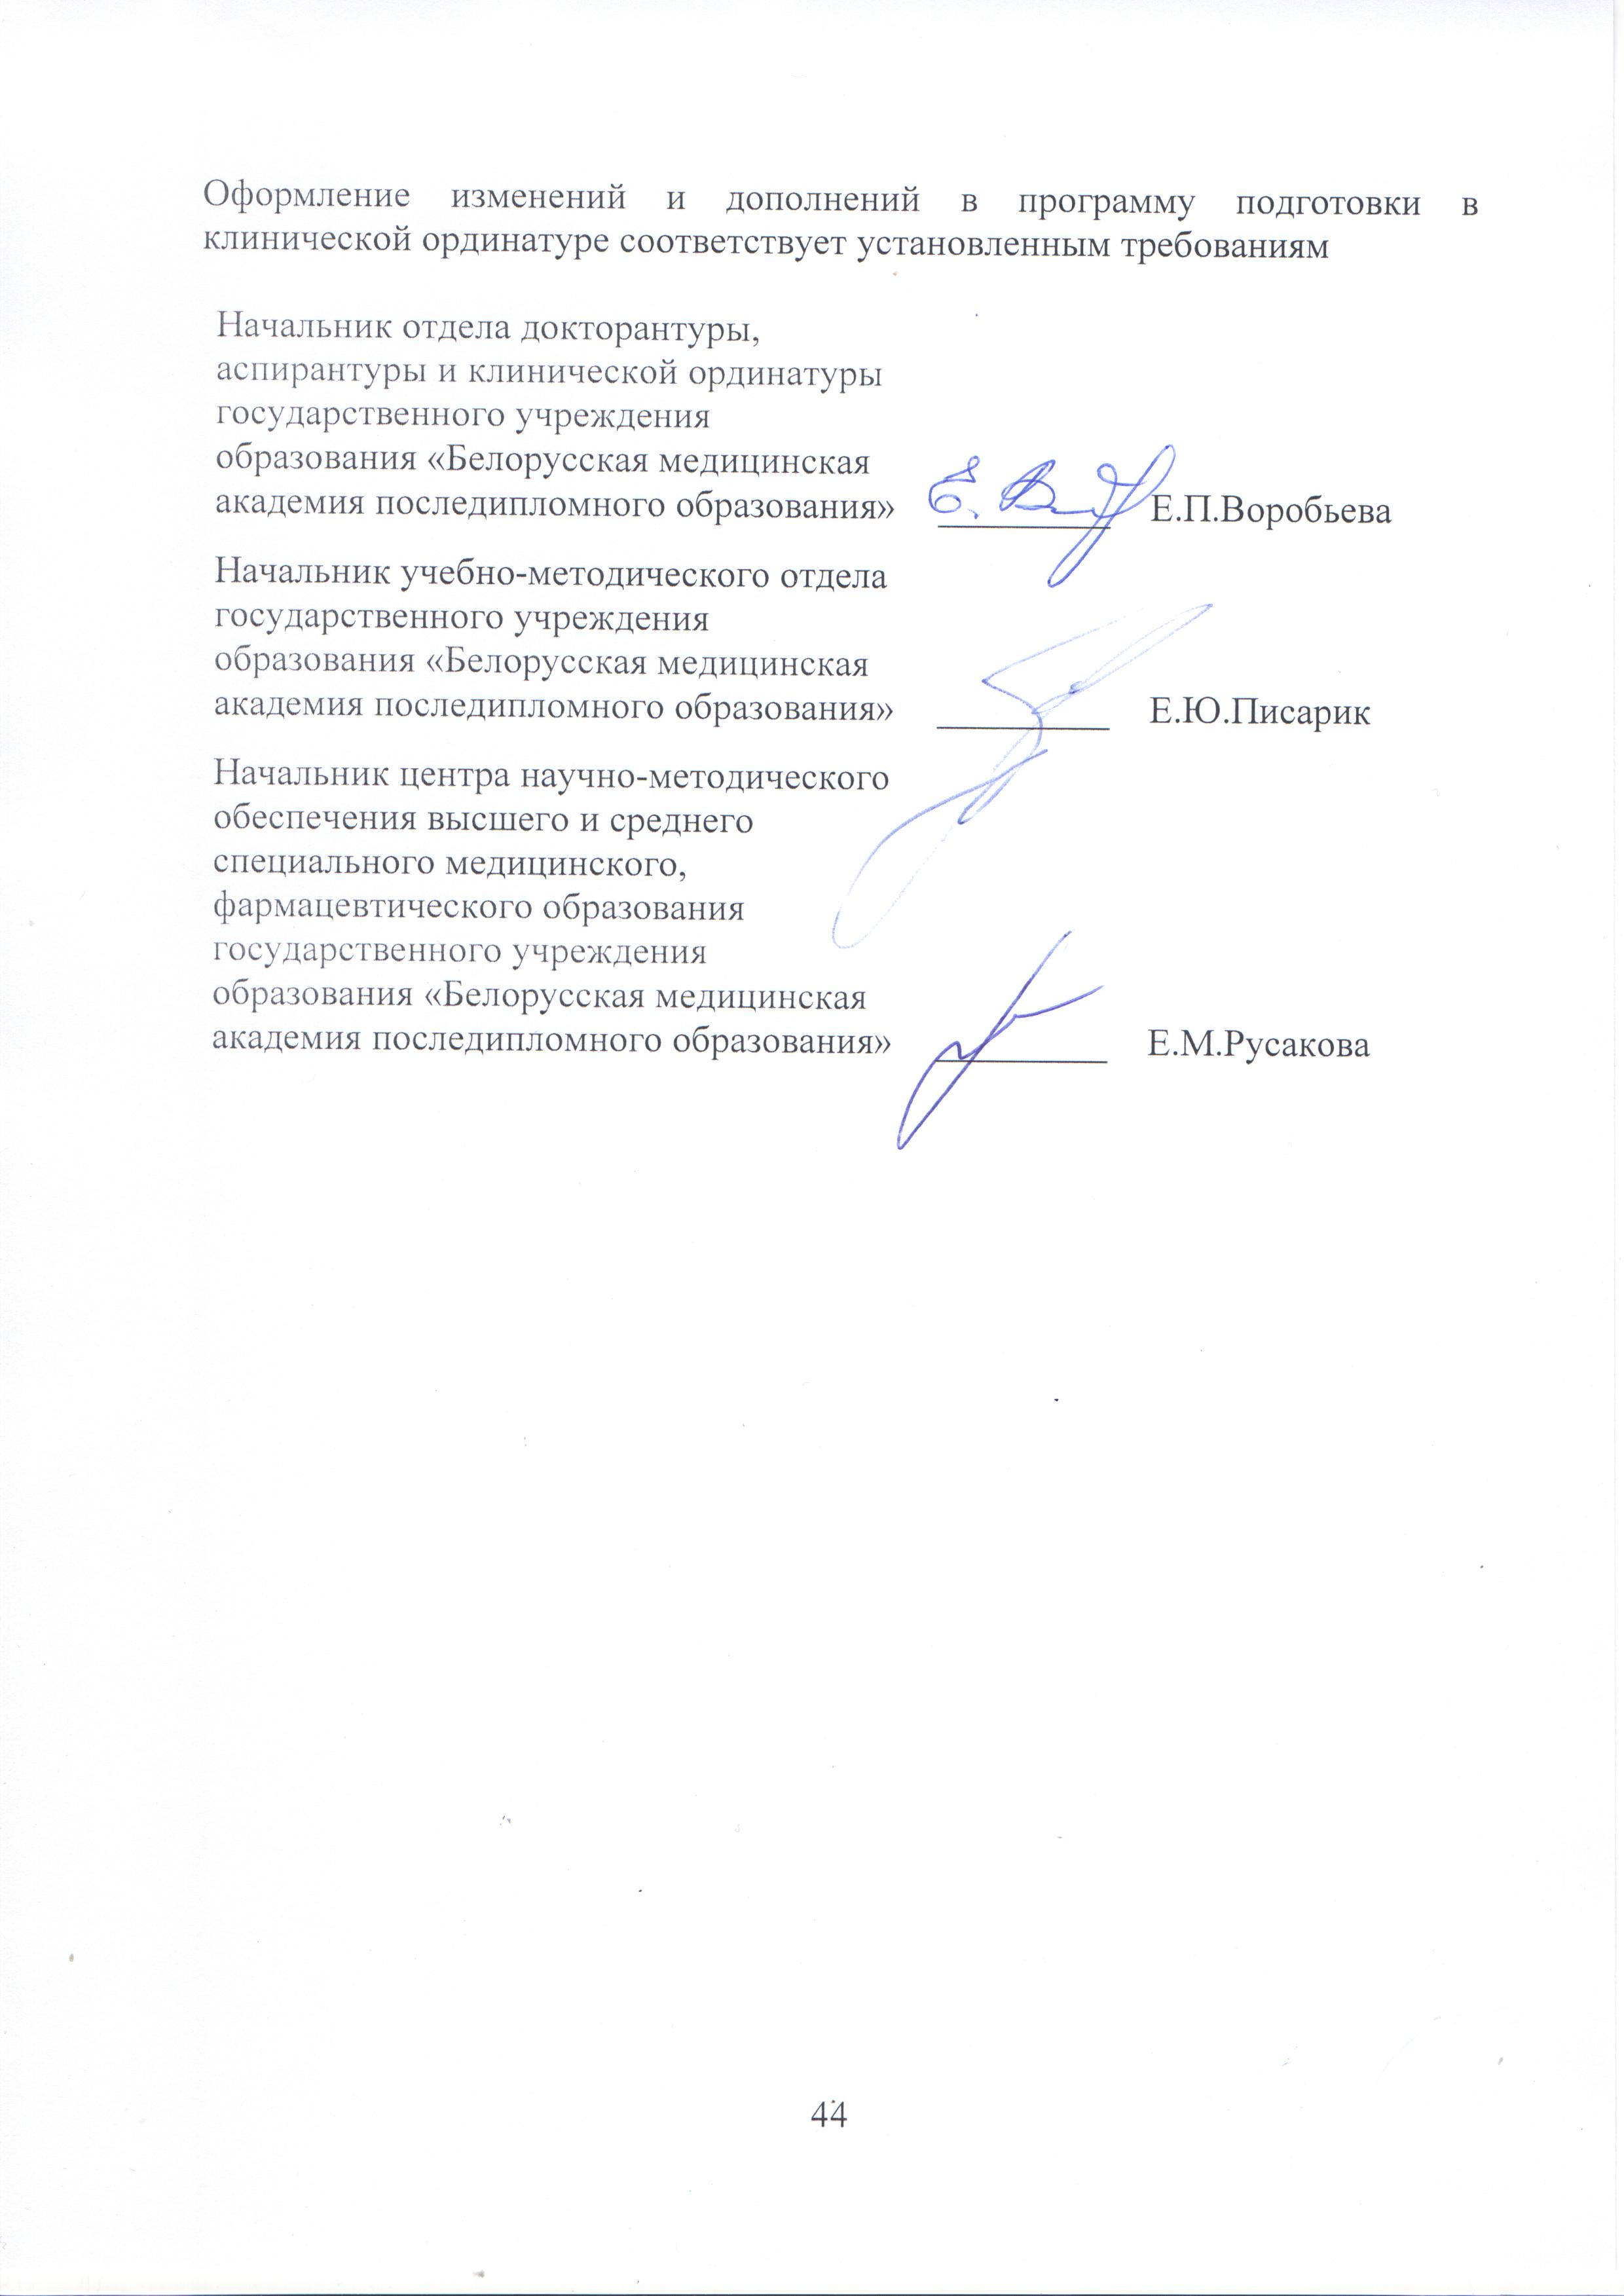 Оформление изменений и дополнений в программу подготовки в
клинической ординатуре соответствует установленным требованиям
Начальник отдела докторантуры,
аспирантуры и клинической ординатуры
государственного учреждения
образования «Белорусская медицинская
академия последипломного образования» Е.П.Воробьева
Начальник учебно-методического отдела
государственного учреждения
образования «Белорусская медицинская
академия последипломного образования» Е.Ю.Писарик
Начальник центра научно-методического
обеспечения высшего и среднего
специального медицинского,
фармацевтического образования
государственного учреждения
образования «Белорусская медицинская
академия последипломного образования» Е.М.Русакова
44